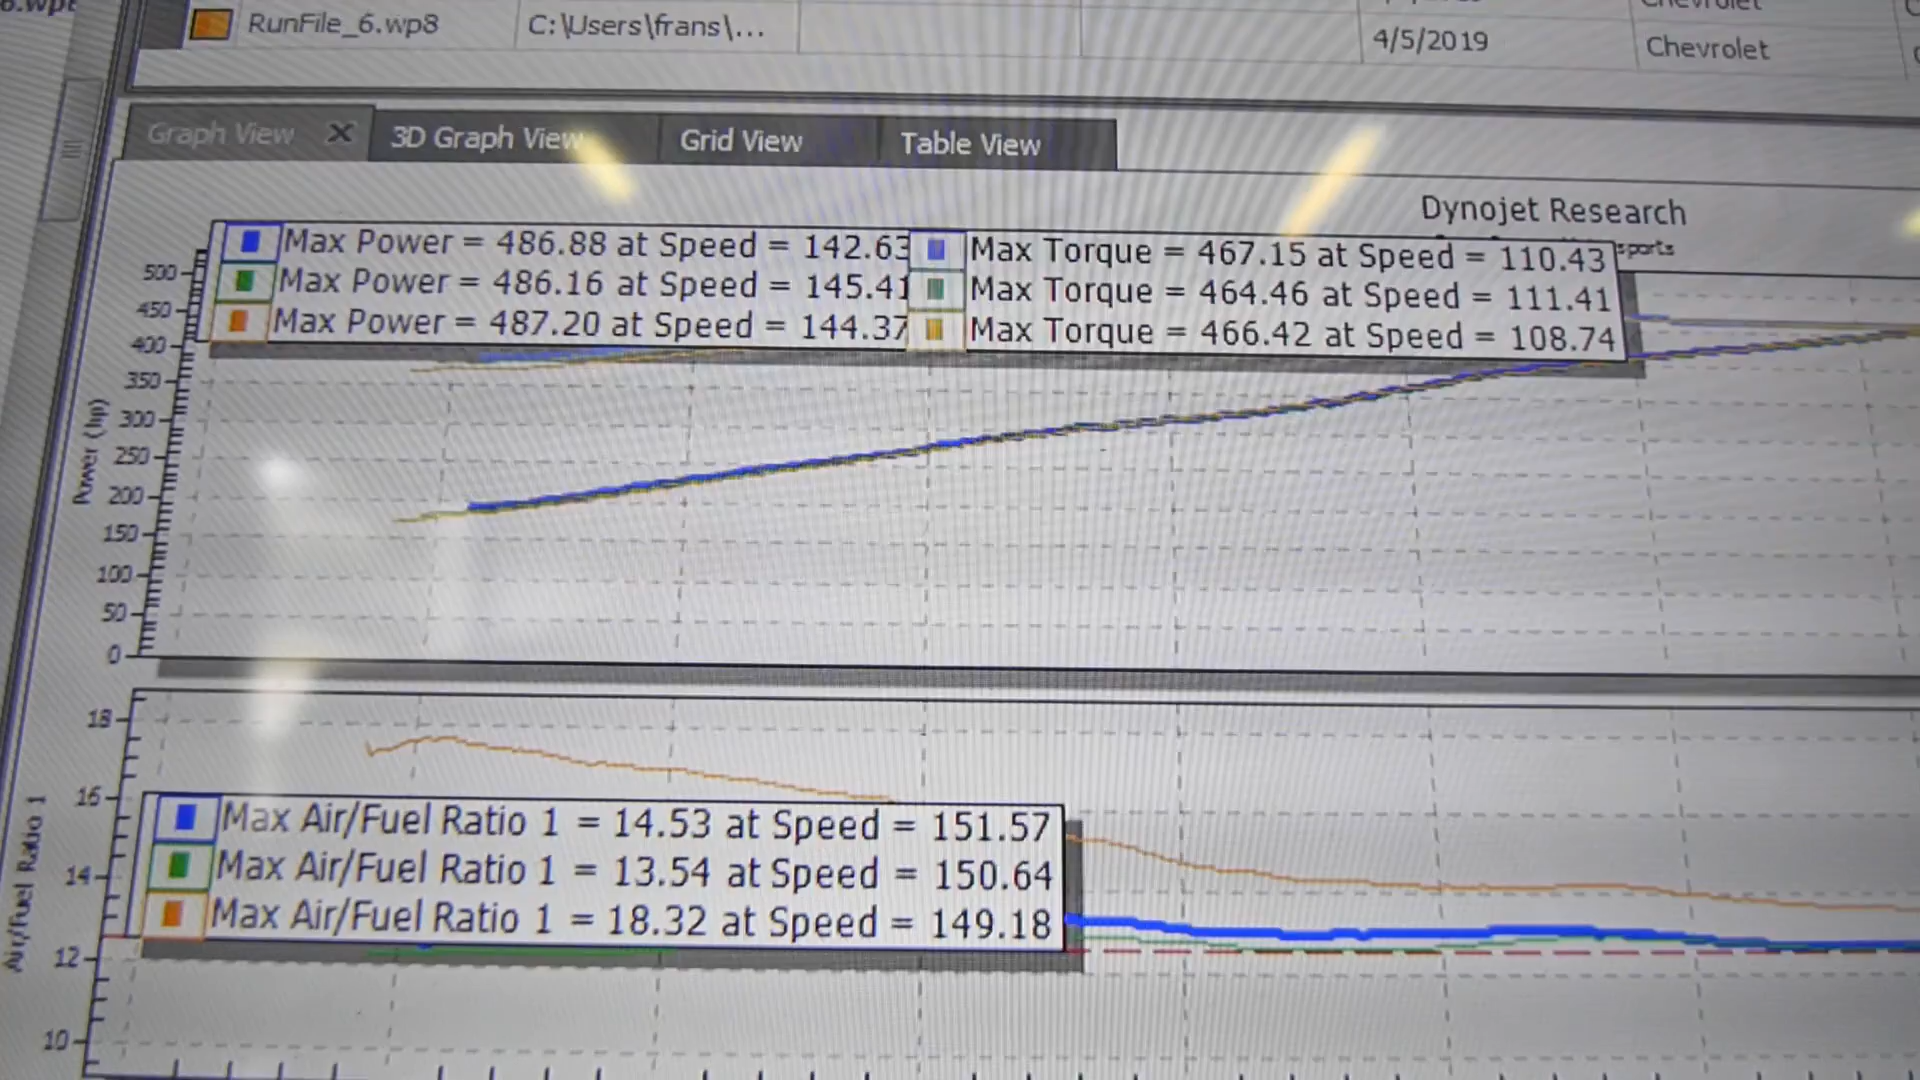 RunFile_6.wp8 C:\Users\frans\... 4/5/2019 Chevrolet
Graph View 3D Graph View Grid View Table View
Dynojet Research
sports
Max Power = 486.88 at Speed = 142.63 Max Torque = 467.15 at Speed = 110.43
Max Power = 486.16 at Speed = 145.41 Max Torque = 464.46 at Speed = 111.41
Max Power = 487.20 at Speed = 144.37 Max Torque = 466.42 at Speed = 108.74
500
450
400
350
300
250
200
150
100
50
0
Power (hp)
18
16
14
12
10
Air/Fuel Ratio 1
Max Air/Fuel Ratio 1 = 14.53 at Speed = 151.57
Max Air/Fuel Ratio 1 = 13.54 at Speed = 150.64
Max Air/Fuel Ratio 1 = 18.32 at Speed = 149.18